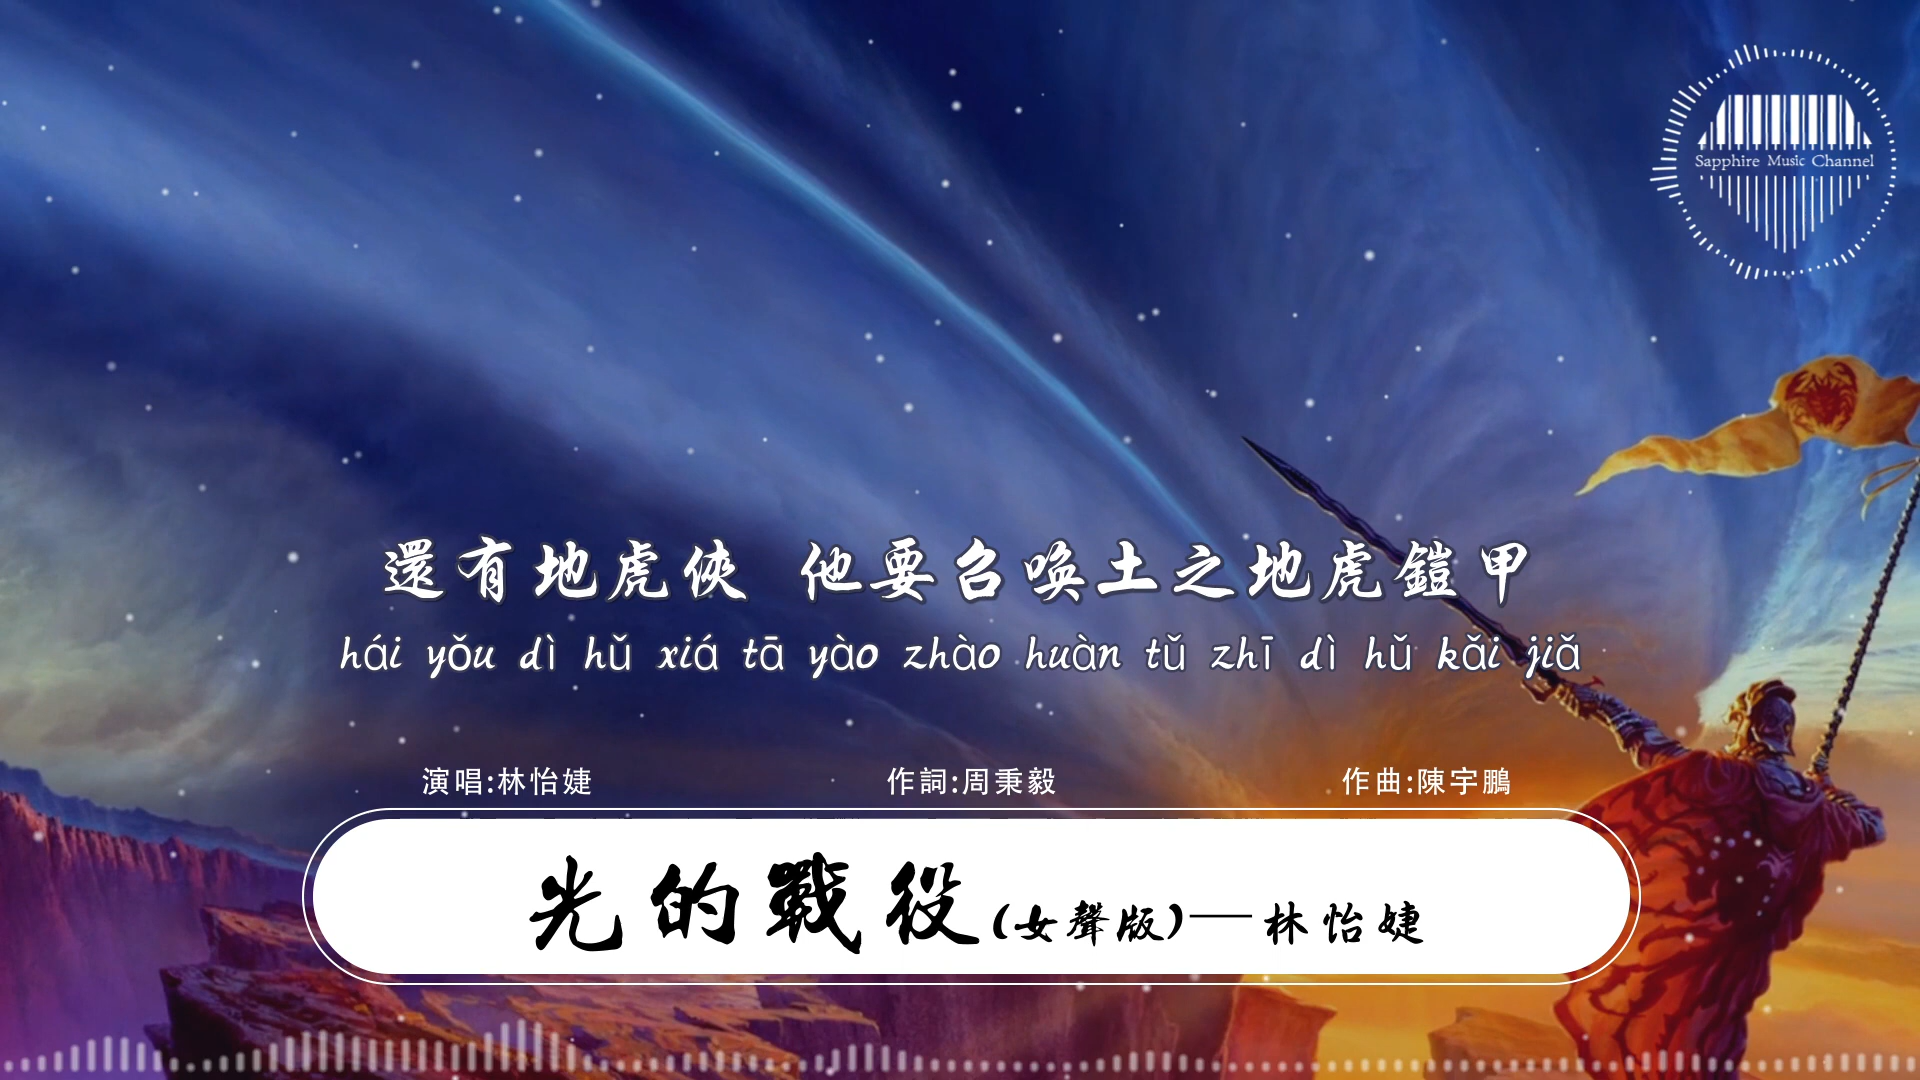 Sapphire Music Channel
還有地虎俠 他要召喚土之地虎鎧甲
hái yǒu dì hǔ xiá tā yào zhào huàn tǔ zhī dì hǔ kǎi jiǎ
演唱:林怡婕 作詞:周秉毅 作曲:陳宇鵬
光的戰役(女聲版)——林怡婕